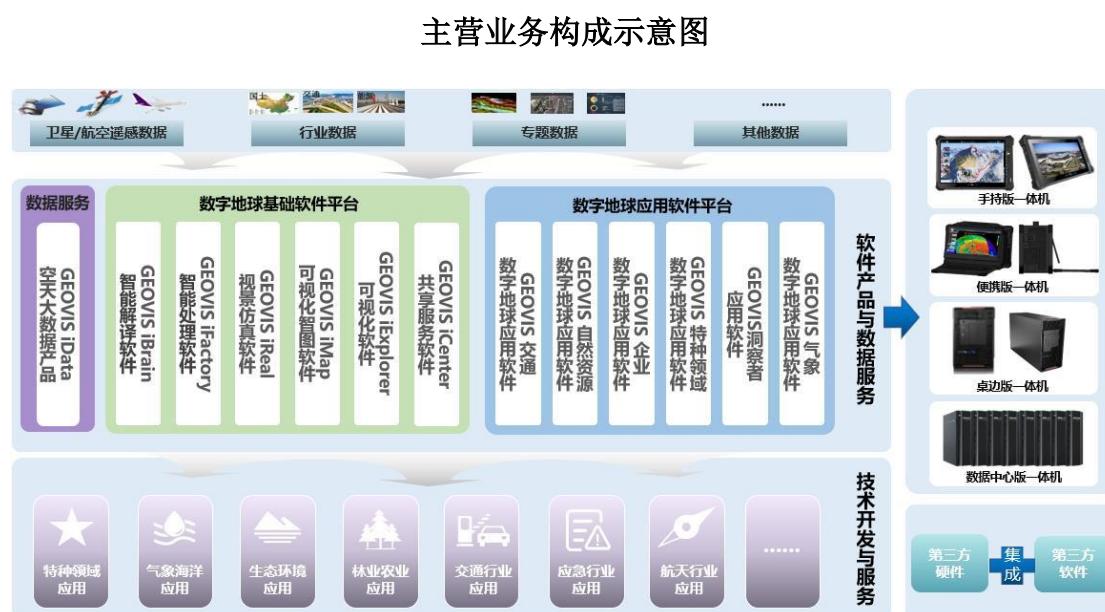 主营业务构成示意图
国土
交通
卫星/航空遥感数据
行业数据
专题数据
······
其他数据
数据服务
GEOVIS iData
空天大数据产品
数字地球基础软件平台
GEOVIS iBrain
智能解译软件
GEOVIS iFactory
智能处理软件
GEOVIS iReal
视景仿真软件
GEOVIS iMap
可视化智图软件
GEOVIS iExplorer
可视化软件
GEOVIS iCenter
共享服务软件
数字地球应用软件平台
GEOVIS 交通
数字地球应用软件
GEOVIS 自然资源
数字地球应用软件
GEOVIS 企业
数字地球应用软件
GEOVIS 特种领域
数字地球应用软件
GEOVIS洞察者
应用软件
GEOVIS 气象
数字地球应用软件
软件产品与数据服务
特种领域
应用
气象海洋
应用
生态环境
应用
林业农业
应用
交通行业
应用
应急行业
应用
航天行业
应用
······
技术开发与服务
手持版一体机
便携版一体机
桌边版一体机
数据中心版一体机
第三方
硬件
集
成
第三方
软件